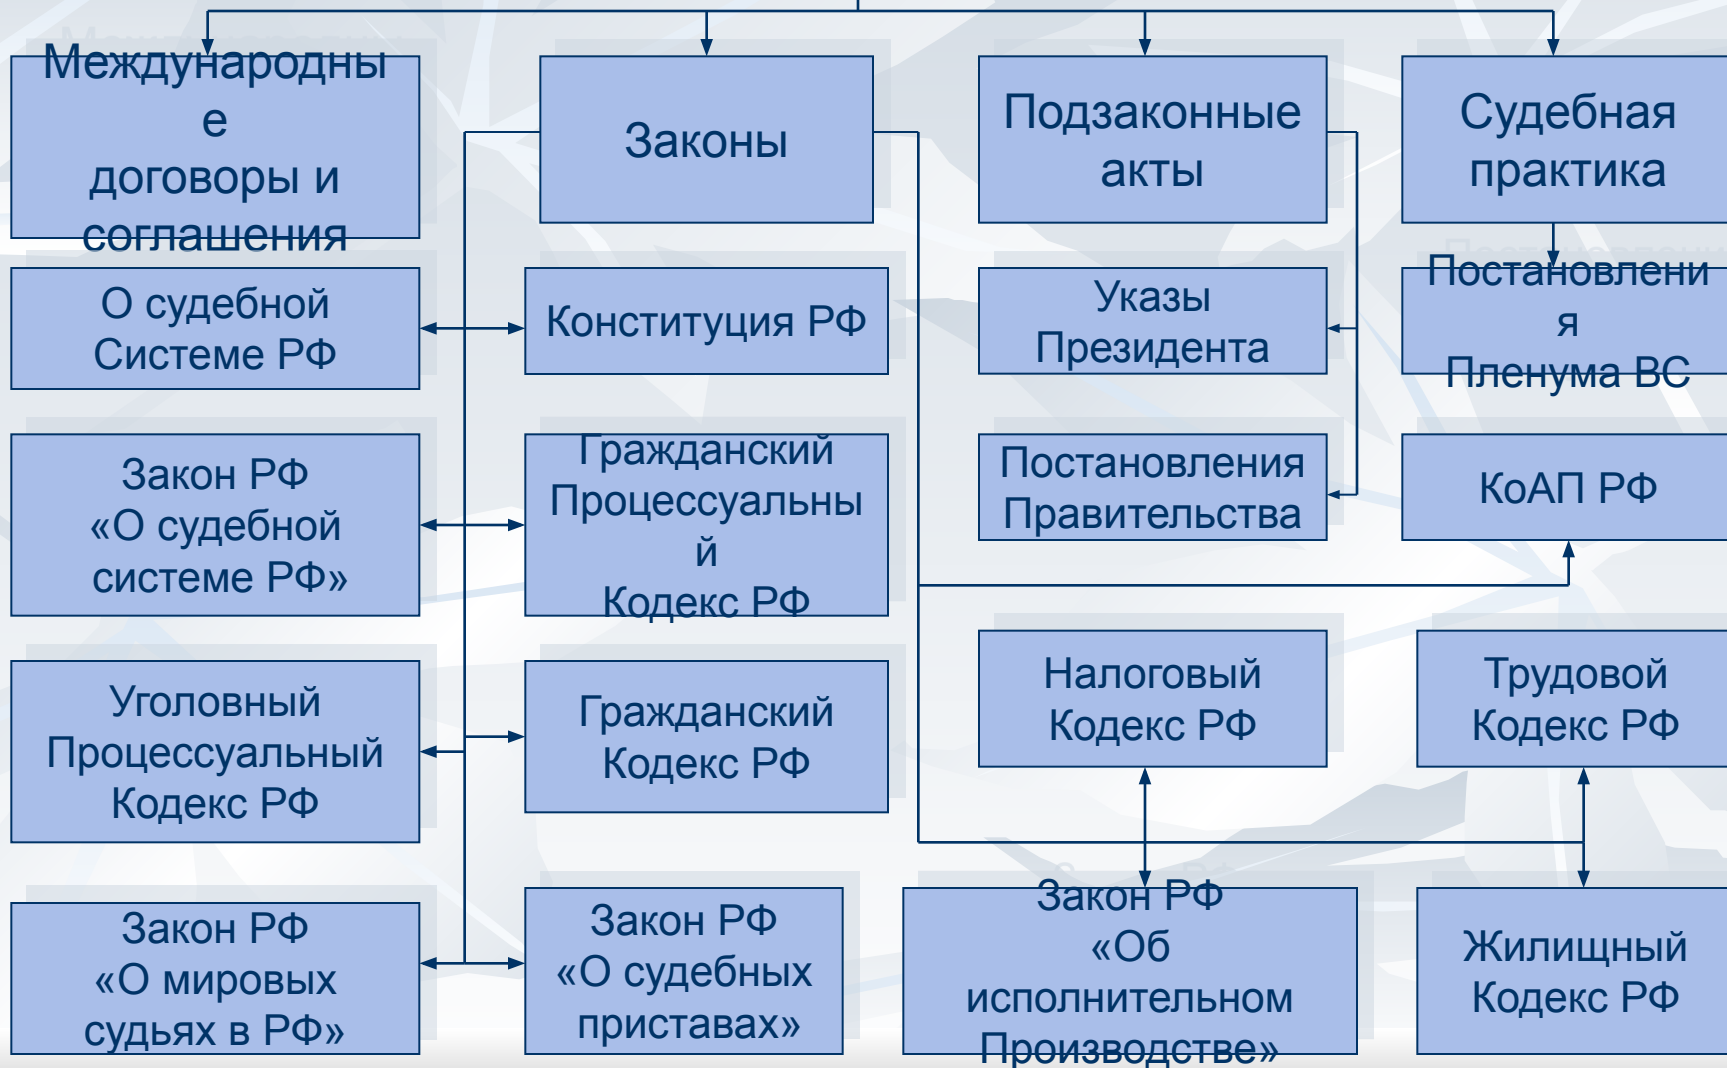 Международны
е
договоры и
соглашения
Законы
Подзаконные
акты
Судебная
практика
О судебной
Системе РФ
Конституция РФ
Указы
Президента
Постановлени
я
Пленума ВС
Закон РФ
«О судебной
системе РФ»
Гражданский
Процессуальны
й
Кодекс РФ
Постановления
Правительства
КоАП РФ
Уголовный
Процессуальный
Кодекс РФ
Гражданский
Кодекс РФ
Налоговый
Кодекс РФ
Трудовой
Кодекс РФ
Закон РФ
«О мировых
судьях в РФ»
Закон РФ
«О судебных
приставах»
Закон РФ
«Об
исполнительном
Производстве»
Жилищный
Кодекс РФ